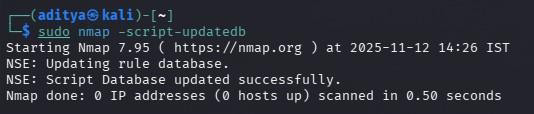 ┌──(aditya㉿kali)-[~]
└─$ sudo nmap -script-updatedb
Starting Nmap 7.95 ( https://nmap.org ) at 2025-11-12 14:26 IST
NSE: Updating rule database.
NSE: Script Database updated successfully.
Nmap done: 0 IP addresses (0 hosts up) scanned in 0.50 seconds